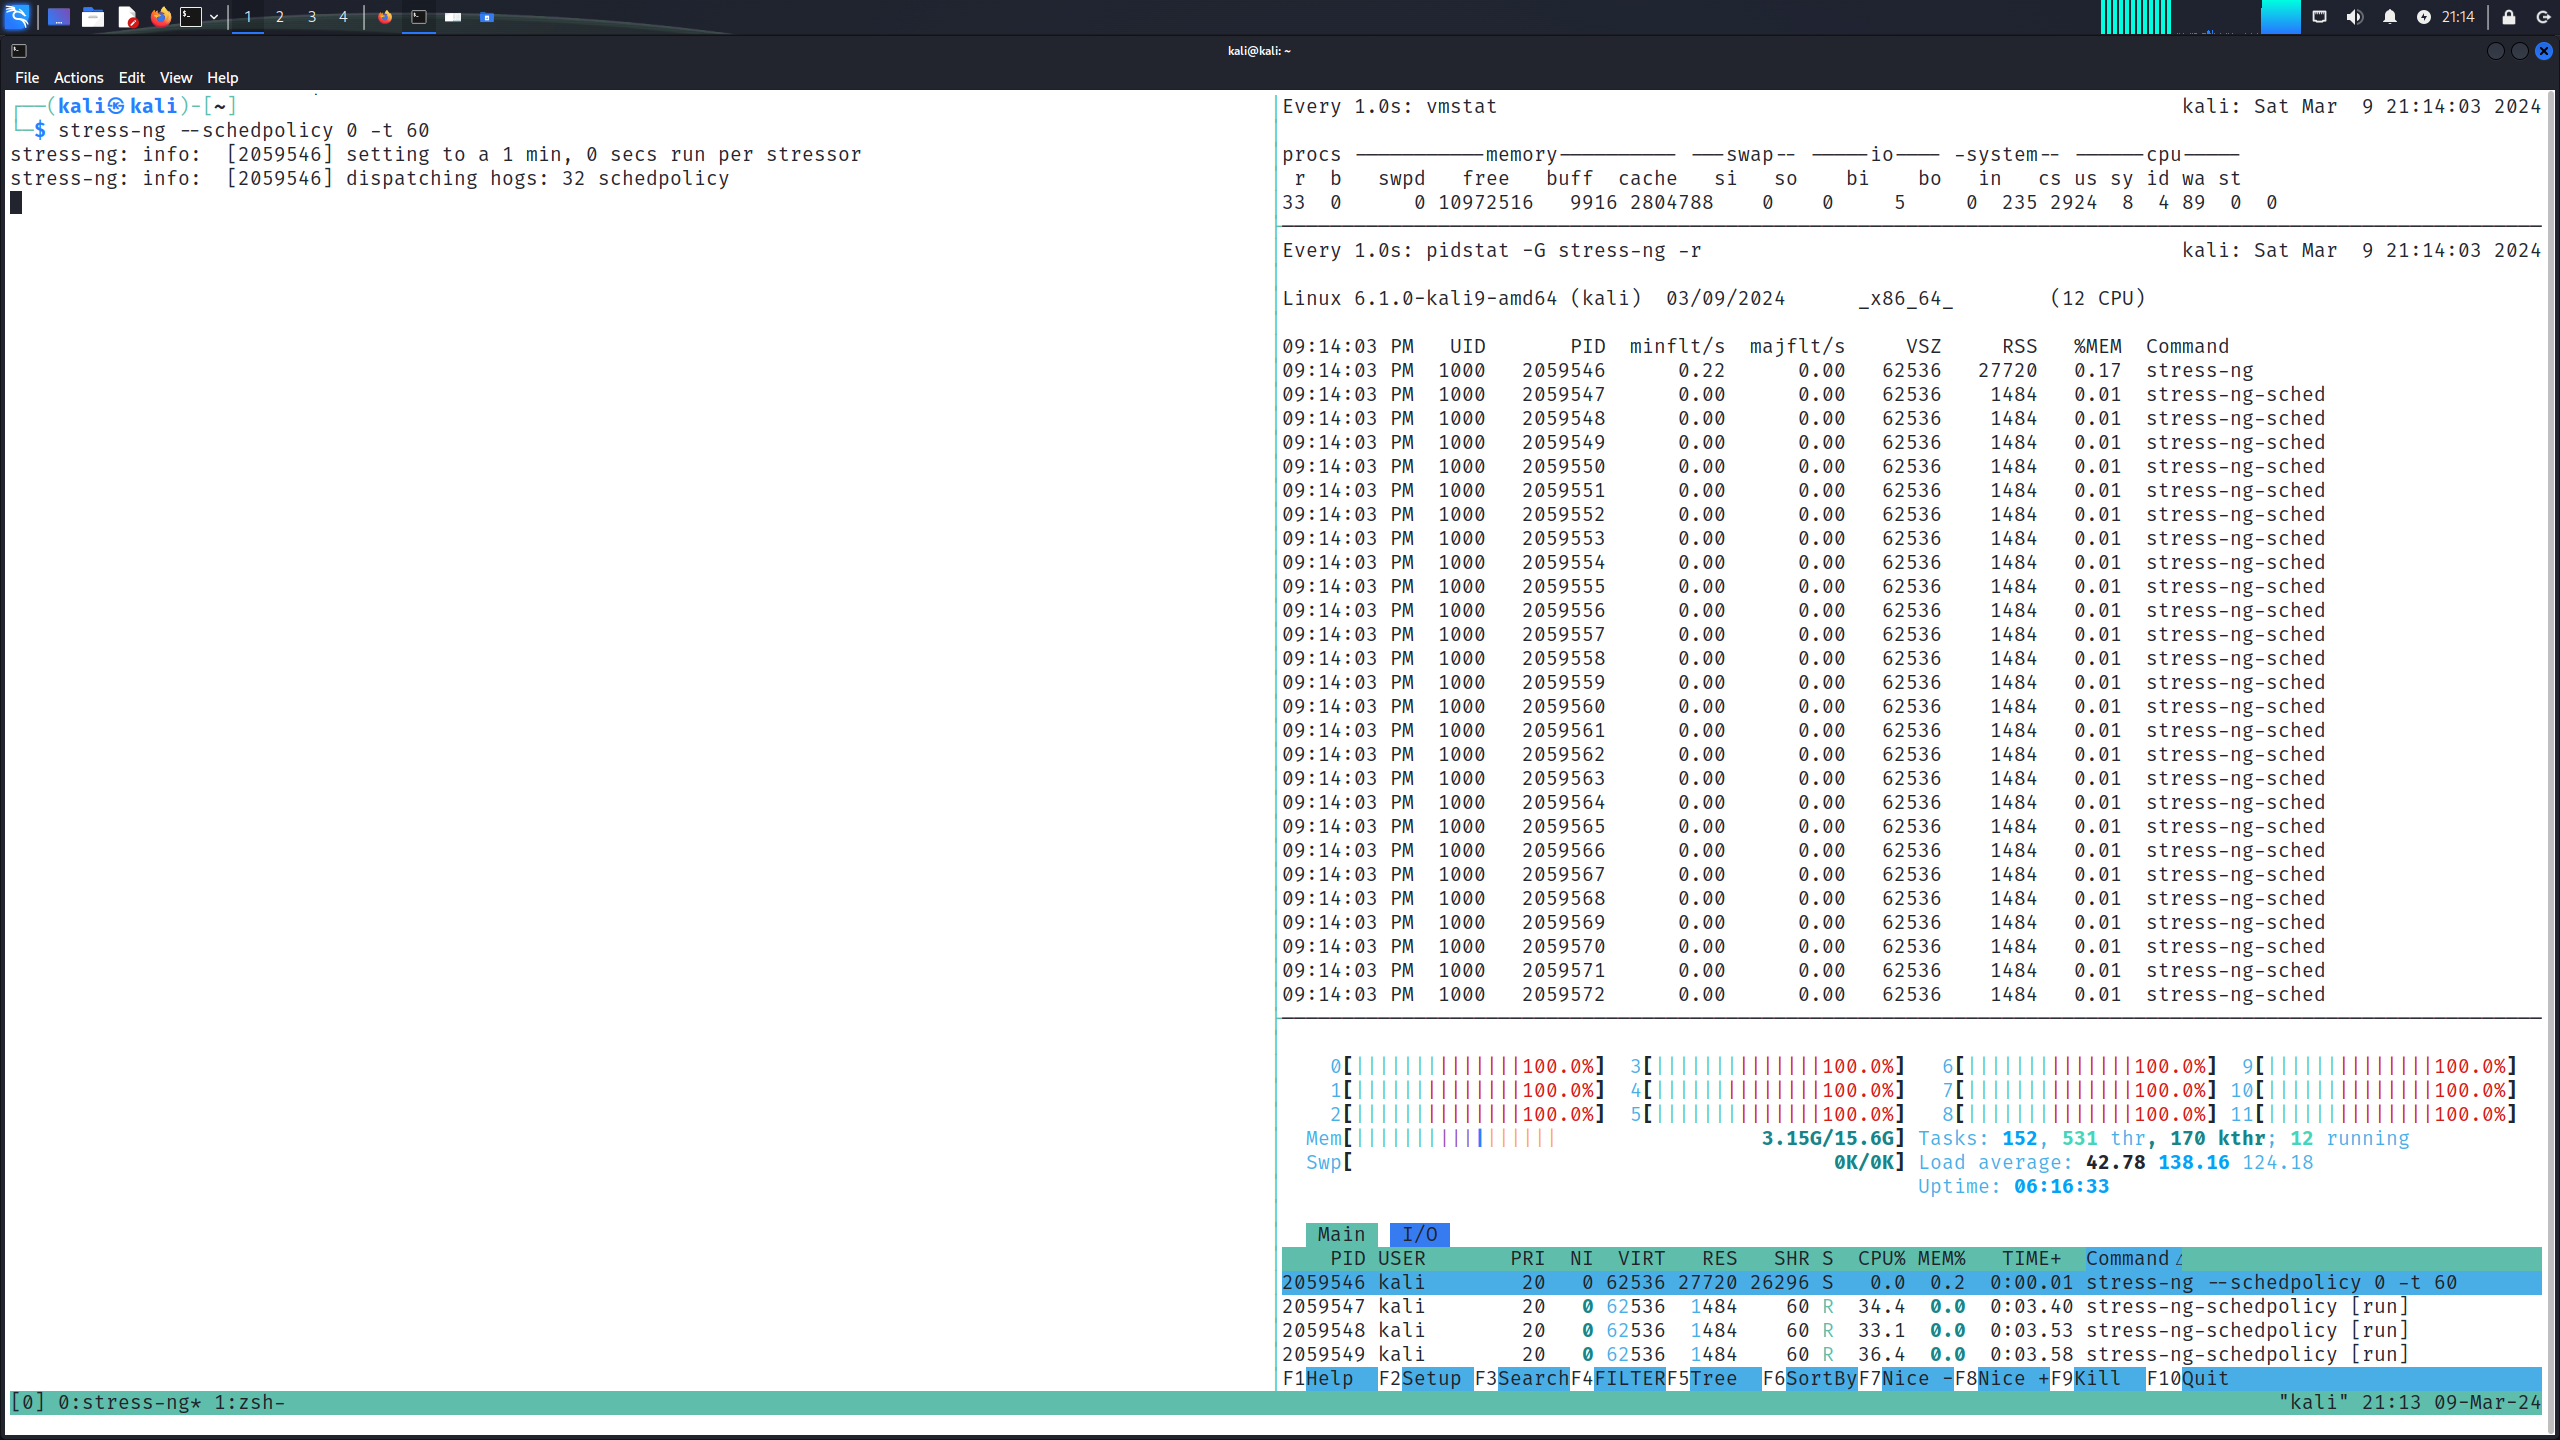 1 2 3 4 21:14
kali@kali: ~
File Actions Edit View Help
┌──(kali㉿kali)-[~]
└─$ stress-ng --schedpolicy 0 -t 60
stress-ng: info:  [2059546] setting to a 1 min, 0 secs run per stressor
stress-ng: info:  [2059546] dispatching hogs: 32 schedpolicy
Every 1.0s: vmstat kali: Sat Mar  9 21:14:03 2024
procs -----------memory---------- ---swap-- -----io---- -system-- ------cpu-----
r b swpd free buff cache si so bi bo in cs us sy id wa st
33 0 0 10972516 9916 2804788 0 0 5 0 235 2924 8 4 89 0 0
Every 1.0s: pidstat -G stress-ng -r kali: Sat Mar  9 21:14:03 2024
Linux 6.1.0-kali9-amd64 (kali) 03/09/2024 _x86_64_ (12 CPU)
09:14:03 PM UID PID minflt/s majflt/s VSZ RSS %MEM Command
09:14:03 PM 1000 2059546 0.22 0.00 62536 27720 0.17 stress-ng
09:14:03 PM 1000 2059547 0.00 0.00 62536 1484 0.01 stress-ng-sched
09:14:03 PM 1000 2059548 0.00 0.00 62536 1484 0.01 stress-ng-sched
09:14:03 PM 1000 2059549 0.00 0.00 62536 1484 0.01 stress-ng-sched
09:14:03 PM 1000 2059550 0.00 0.00 62536 1484 0.01 stress-ng-sched
09:14:03 PM 1000 2059551 0.00 0.00 62536 1484 0.01 stress-ng-sched
09:14:03 PM 1000 2059552 0.00 0.00 62536 1484 0.01 stress-ng-sched
09:14:03 PM 1000 2059553 0.00 0.00 62536 1484 0.01 stress-ng-sched
09:14:03 PM 1000 2059554 0.00 0.00 62536 1484 0.01 stress-ng-sched
09:14:03 PM 1000 2059555 0.00 0.00 62536 1484 0.01 stress-ng-sched
09:14:03 PM 1000 2059556 0.00 0.00 62536 1484 0.01 stress-ng-sched
09:14:03 PM 1000 2059557 0.00 0.00 62536 1484 0.01 stress-ng-sched
09:14:03 PM 1000 2059558 0.00 0.00 62536 1484 0.01 stress-ng-sched
09:14:03 PM 1000 2059559 0.00 0.00 62536 1484 0.01 stress-ng-sched
09:14:03 PM 1000 2059560 0.00 0.00 62536 1484 0.01 stress-ng-sched
09:14:03 PM 1000 2059561 0.00 0.00 62536 1484 0.01 stress-ng-sched
09:14:03 PM 1000 2059562 0.00 0.00 62536 1484 0.01 stress-ng-sched
09:14:03 PM 1000 2059563 0.00 0.00 62536 1484 0.01 stress-ng-sched
09:14:03 PM 1000 2059564 0.00 0.00 62536 1484 0.01 stress-ng-sched
09:14:03 PM 1000 2059565 0.00 0.00 62536 1484 0.01 stress-ng-sched
09:14:03 PM 1000 2059566 0.00 0.00 62536 1484 0.01 stress-ng-sched
09:14:03 PM 1000 2059567 0.00 0.00 62536 1484 0.01 stress-ng-sched
09:14:03 PM 1000 2059568 0.00 0.00 62536 1484 0.01 stress-ng-sched
09:14:03 PM 1000 2059569 0.00 0.00 62536 1484 0.01 stress-ng-sched
09:14:03 PM 1000 2059570 0.00 0.00 62536 1484 0.01 stress-ng-sched
09:14:03 PM 1000 2059571 0.00 0.00 62536 1484 0.01 stress-ng-sched
09:14:03 PM 1000 2059572 0.00 0.00 62536 1484 0.01 stress-ng-sched
0[||||||||||||||100.0%] 3[||||||||||||||100.0%] 6[||||||||||||||100.0%] 9[||||||||||||||100.0%]
1[||||||||||||||100.0%] 4[||||||||||||||100.0%] 7[||||||||||||||100.0%] 10[||||||||||||||100.0%]
2[||||||||||||||100.0%] 5[||||||||||||||100.0%] 8[||||||||||||||100.0%] 11[||||||||||||||100.0%]
Mem[||||||||||||||||| 3.15G/15.6G] Tasks: 152, 531 thr, 170 kthr; 12 running
Swp[ 0K/0K] Load average: 42.78 138.16 124.18
Uptime: 06:16:33
Main I/O
PID USER PRI NI VIRT RES SHR S CPU% MEM% TIME+ Command△
2059546 kali 20 0 62536 27720 26296 S 0.0 0.2 0:00.01 stress-ng --schedpolicy 0 -t 60
2059547 kali 20 0 62536 1484 60 R 34.4 0.0 0:03.40 stress-ng-schedpolicy [run]
2059548 kali 20 0 62536 1484 60 R 33.1 0.0 0:03.53 stress-ng-schedpolicy [run]
2059549 kali 20 0 62536 1484 60 R 36.4 0.0 0:03.58 stress-ng-schedpolicy [run]
F1Help F2Setup F3SearchF4FILTERF5Tree F6SortByF7Nice -F8Nice +F9Kill F10Quit
[0] 0:stress-ng* 1:zsh- "kali" 21:13 09-Mar-24